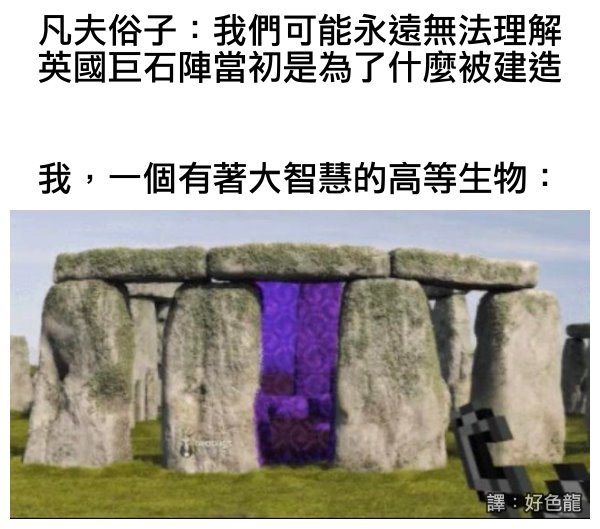 凡夫俗子：我們可能永遠無法理解
英國巨石陣當初是為了什麼被建造
我，一個有著大智慧的高等生物：
譯：好色龍